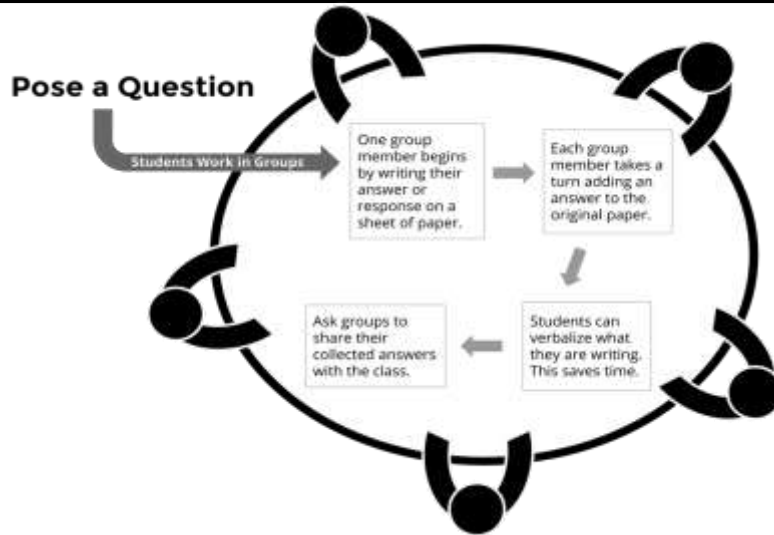 Pose a Question
Students Work in Groups
One group
member begins
by writing their
answer or
response on a
sheet of paper.
Each group
member takes a
turn adding an
answer to the
original paper.
Students can
verbalize what
they are writing.
This saves time.
Ask groups to
share their
collected answers
with the class.